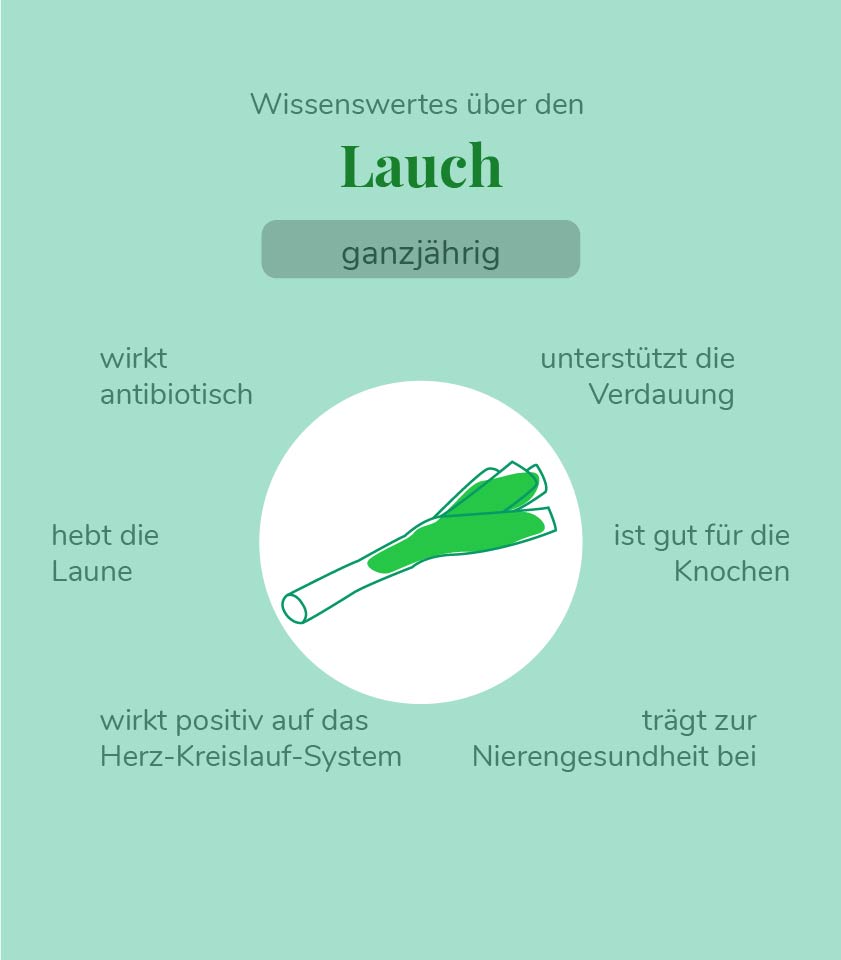 Wissenswertes über den
Lauch
ganzjährig
wirkt
antibiotisch
unterstützt die
Verdauung
hebt die
Laune
ist gut für die
Knochen
wirkt positiv auf das
Herz-Kreislauf-System
trägt zur
Nierengesundheit bei